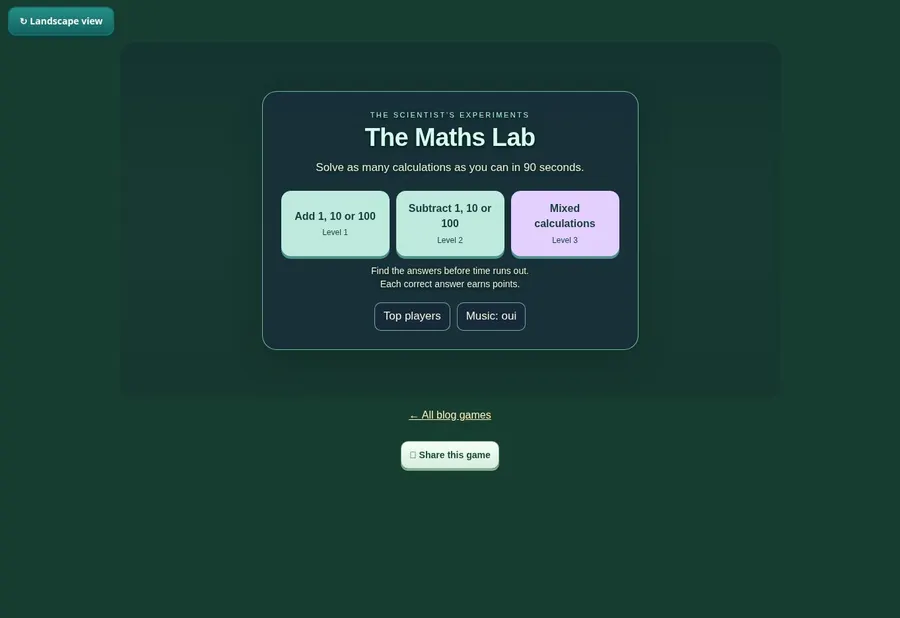 ↻ Landscape view
THE SCIENTIST'S EXPERIMENTS
The Maths Lab
Solve as many calculations as you can in 90 seconds.
Add 1, 10 or 100
Level 1
Subtract 1, 10 or
100
Level 2
Mixed
calculations
Level 3
Find the answers before time runs out.
Each correct answer earns points.
Top players
Music: oui
← All blog games
Share this game